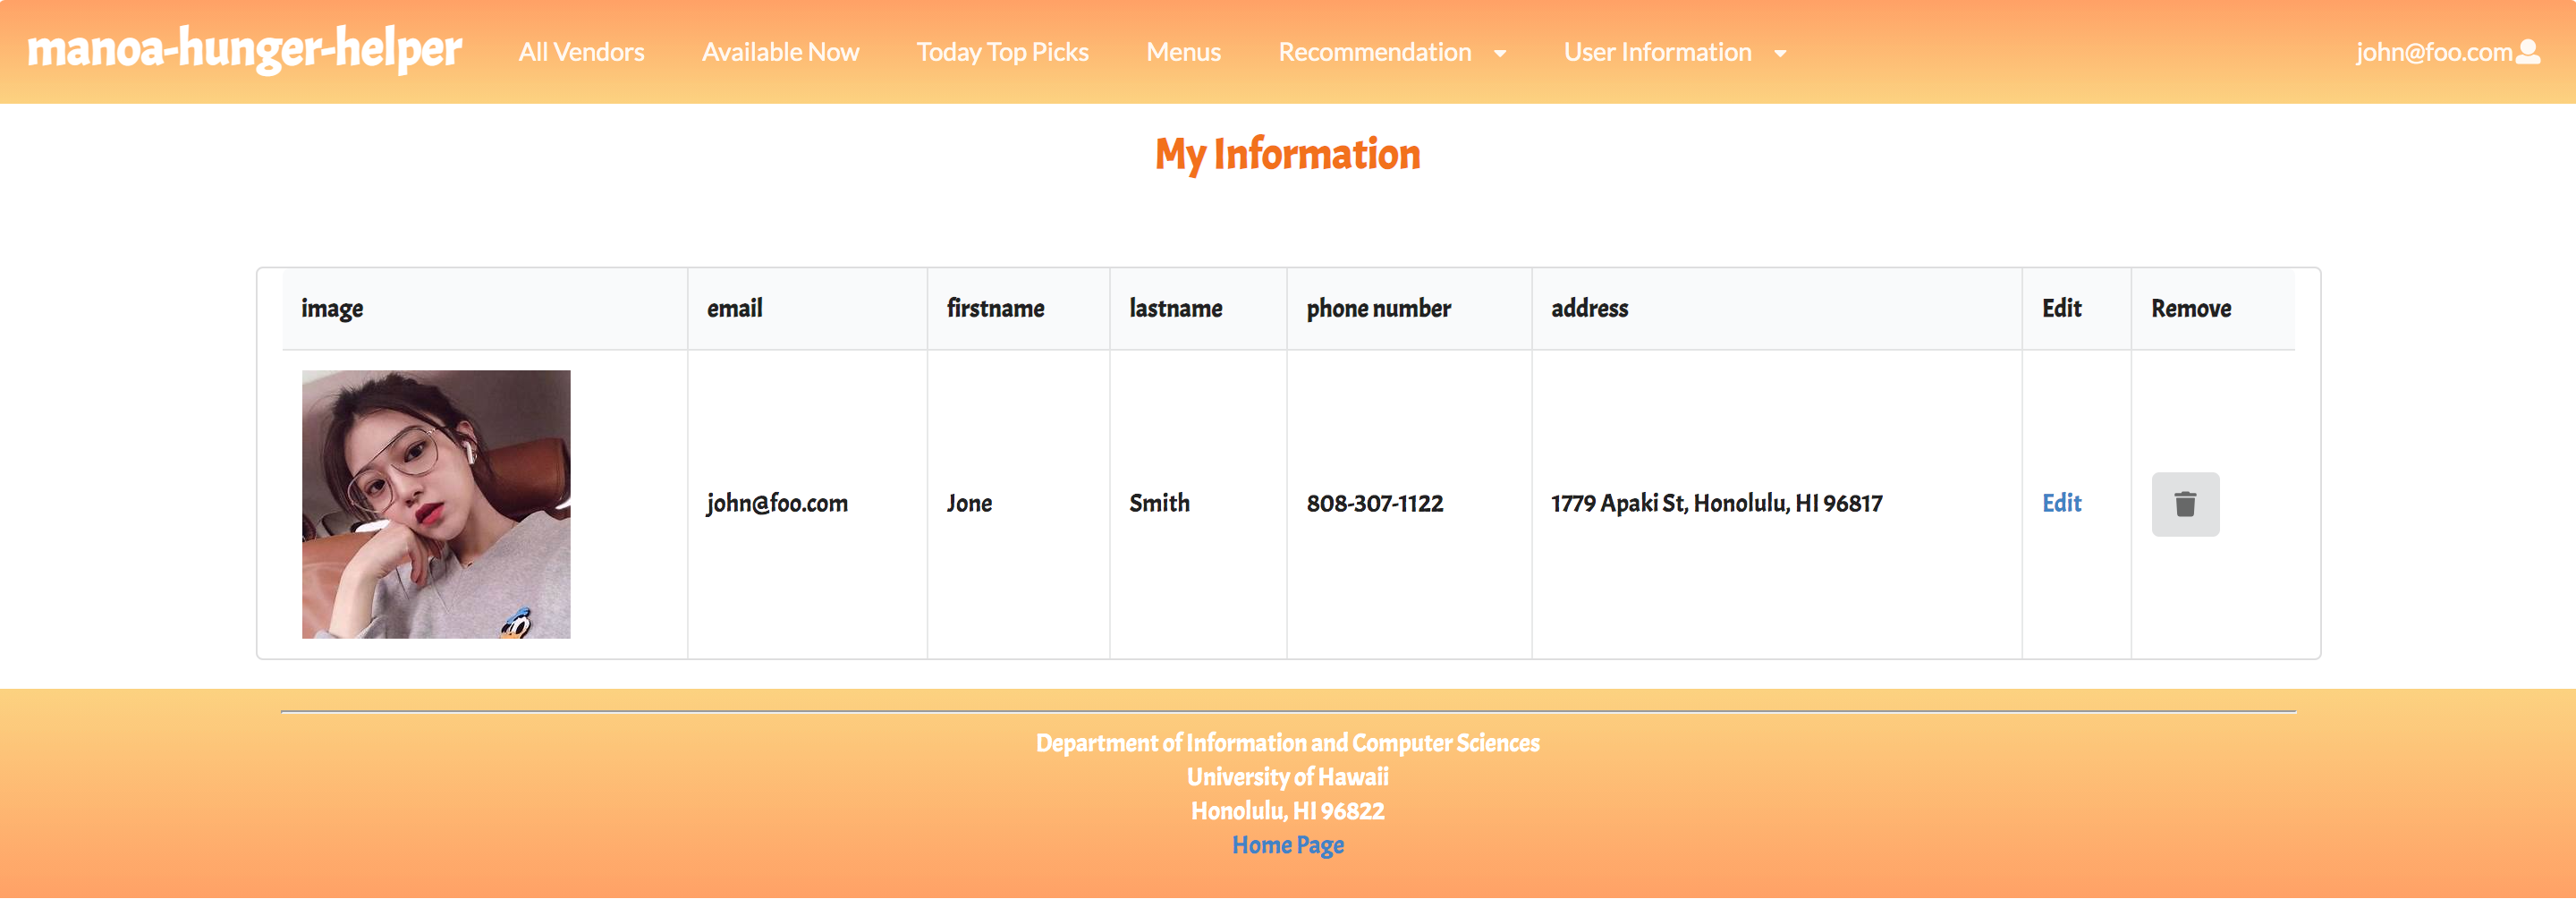 manoa-hunger-helper All Vendors Available Now Today Top Picks Menus Recommendation User Information john@foo.com
My Information
image email firstname lastname phone number address Edit Remove
john@foo.com Jone Smith 808-307-1122 1779 Apaki St, Honolulu, HI 96817 Edit
Department of Information and Computer Sciences
University of Hawaii
Honolulu, HI 96822
Home Page